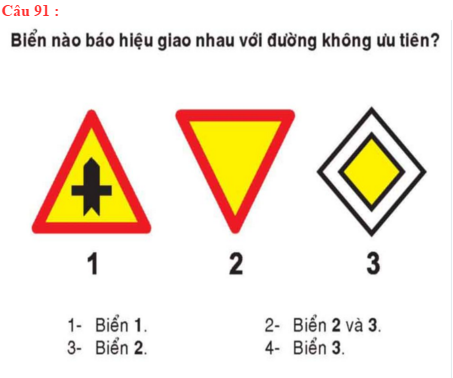 Câu 91 :
Biển nào báo hiệu giao nhau với đường không ưu tiên?
1 2 3
1- Biển 1. 2- Biển 2 và 3.
3- Biển 2. 4- Biển 3.